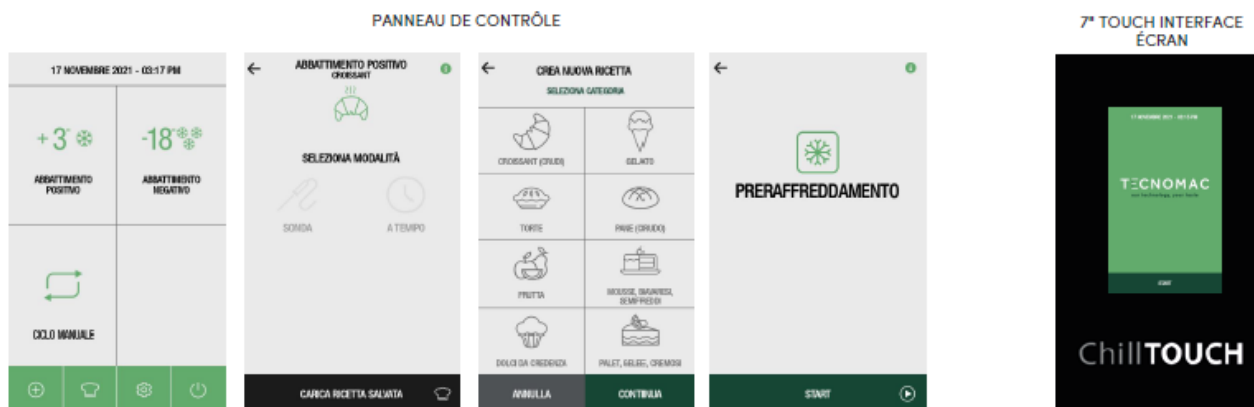 PANNEAU DE CONTRÔLE
17 NOVEMBRE 2021 - 03:17 PM
+3°
ABBATTIMENTO
POSITIVO
-18°
ABBATTIMENTO
NEGATIVO
CICLO MANUALE
ABBATTIMENTO POSITIVO
CROISSANT
SELEZIONA MODALITÀ
SONDA
A TEMPO
CARICA RICETTA SALVATA
CREA NUOVA RICETTA
SELEZIONA CATEGORIA
CROISSANT (CRUDI)
GELATO
TORTE
PANE (CRUDO)
FRUTTA
MOUSSE, BAVARESI,
SEMIFREDDI
DOLCI DA CREDENZA
PALET, GELEE, CREMOSI
ANNULLA
CONTINUA
PRERAFFREDDAMENTO
START
7" TOUCH INTERFACE
ÉCRAN
TECNOMAC
START
ChillTOUCH